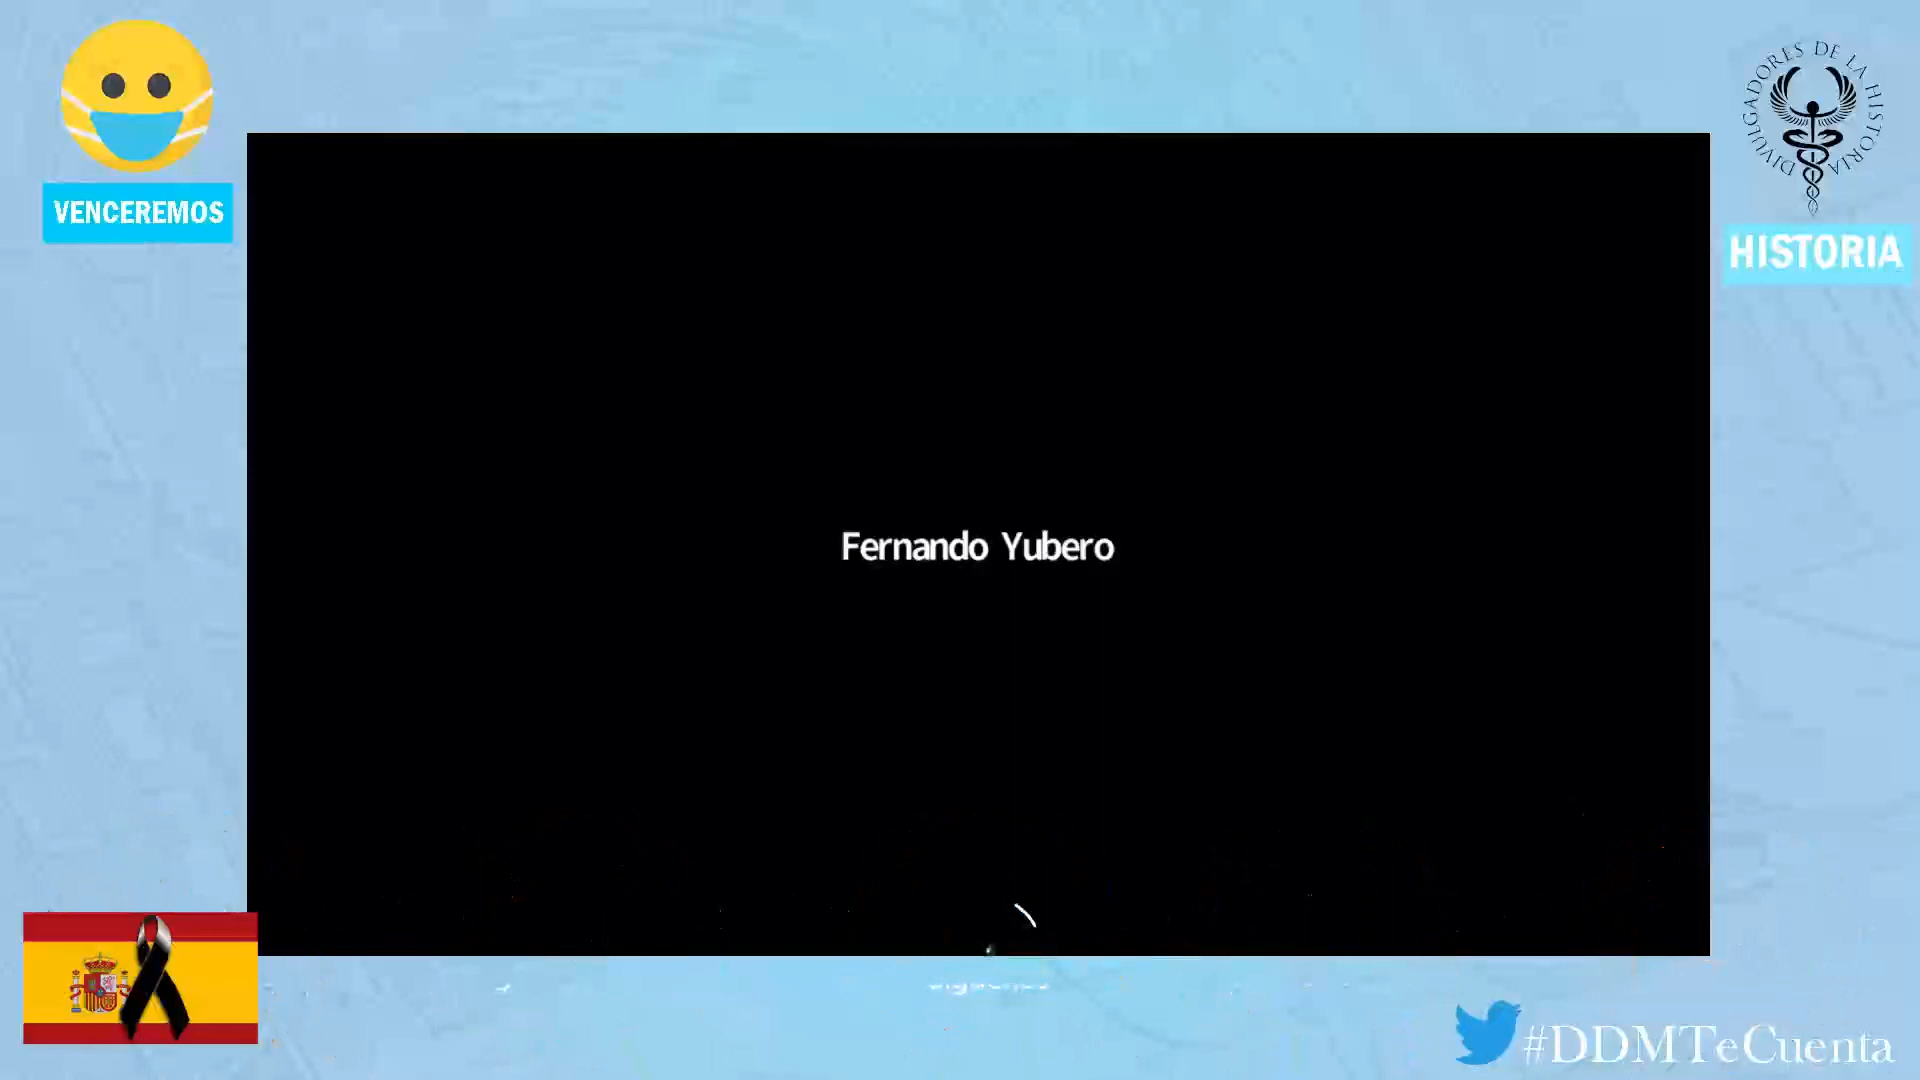 VENCEREMOS
DIVULGADORES DE LA HISTORIA
HISTORIA
Fernando Yubero
#DDMTeCuenta